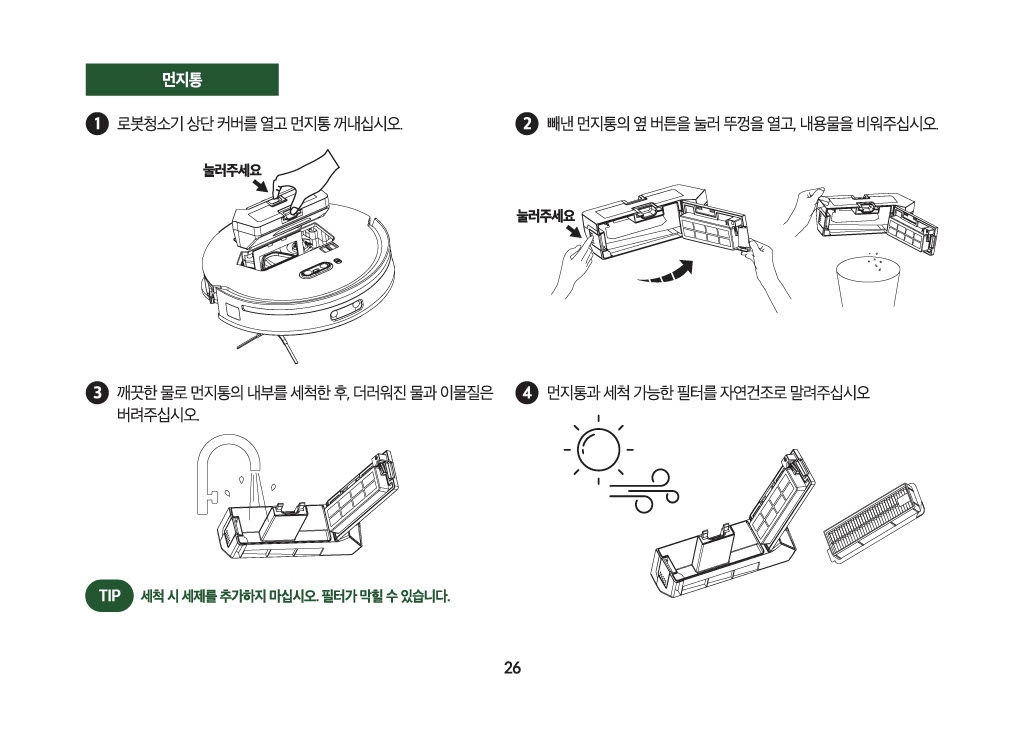 먼지통
1 로봇청소기 상단 커버를 열고 먼지통 꺼내십시오.
눌러주세요
2 빼낸 먼지통의 옆 버튼을 눌러 뚜껑을 열고, 내용물을 비워주십시오.
눌러주세요
3 깨끗한 물로 먼지통의 내부를 세척한 후, 더러워진 물과 이물질은
버려주십시오.
4 먼지통과 세척 가능한 필터를 자연건조로 말려주십시오
TIP 세척 시 세제를 추가하지 마십시오. 필터가 막힐 수 있습니다.
26